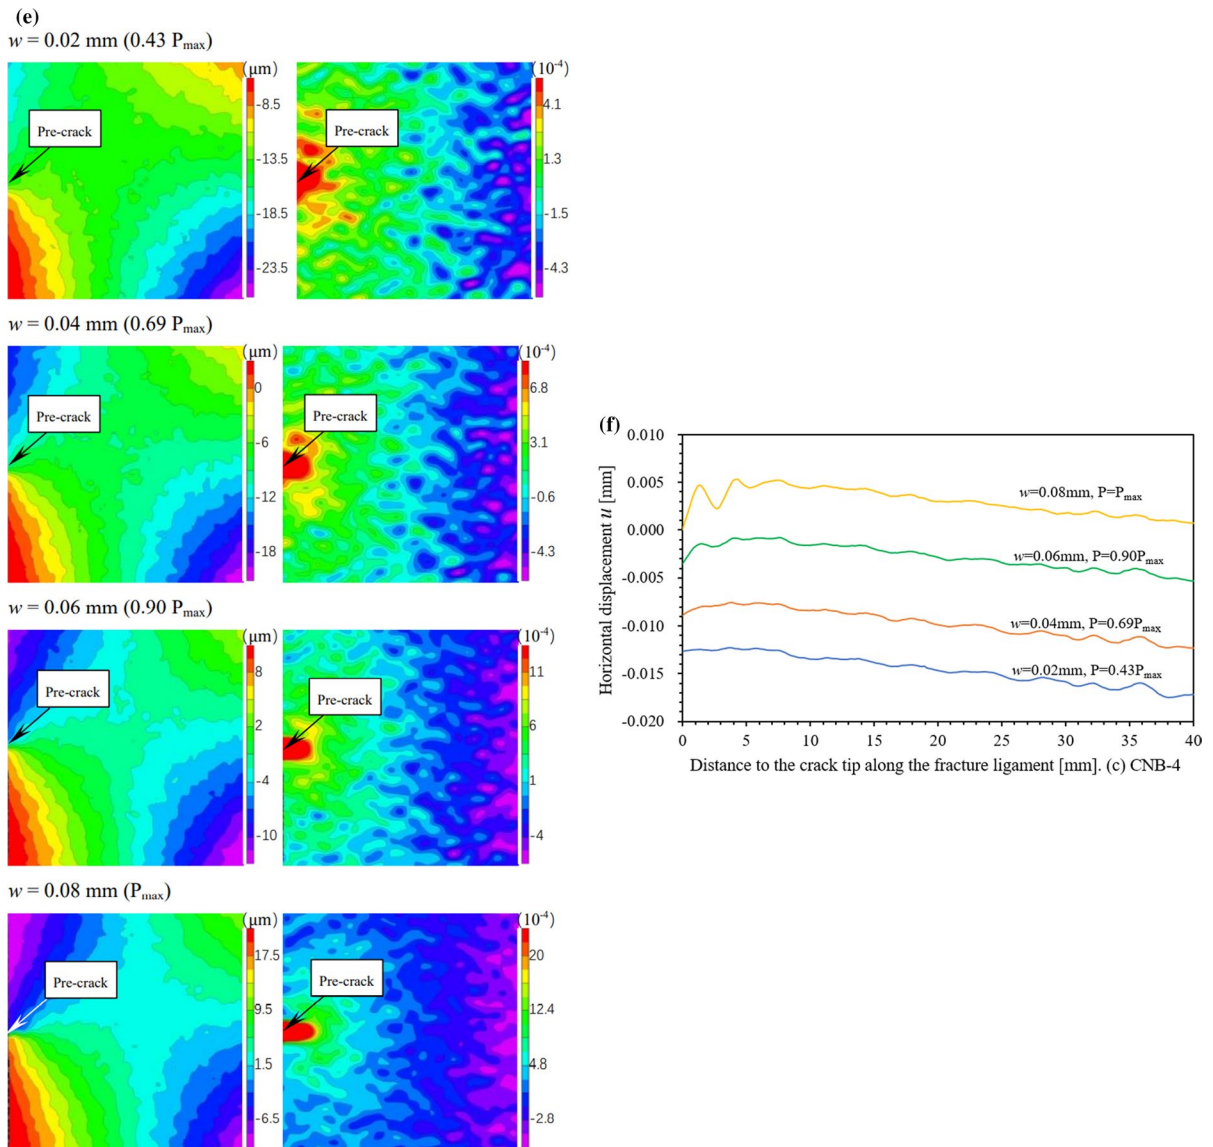 (e)
w = 0.02 mm (0.43 Pmax)
(μm)
-8.5
-13.5
-18.5
-23.5
Pre-crack
(10-4)
4.1
1.3
-1.5
-4.3
Pre-crack
w = 0.04 mm (0.69 Pmax)
(μm)
0
-6
-12
-18
Pre-crack
(10-4)
6.8
3.1
-0.6
-4.3
Pre-crack
w = 0.06 mm (0.90 Pmax)
(μm)
8
2
-4
-10
Pre-crack
(10-4)
11
6
1
-4
Pre-crack
w = 0.08 mm (Pmax)
(μm)
17.5
9.5
1.5
-6.5
Pre-crack
(10-4)
20
12.4
4.8
-2.8
Pre-crack
(f)
Horizontal displacement u [mm]
0.010
0.005
0.000
-0.005
-0.010
-0.015
-0.020
w=0.08mm, P=Pmax
w=0.06mm, P=0.90Pmax
w=0.04mm, P=0.69Pmax
w=0.02mm, P=0.43Pmax
0 5 10 15 20 25 30 35 40
Distance to the crack tip along the fracture ligament [mm]. (c) CNB-4